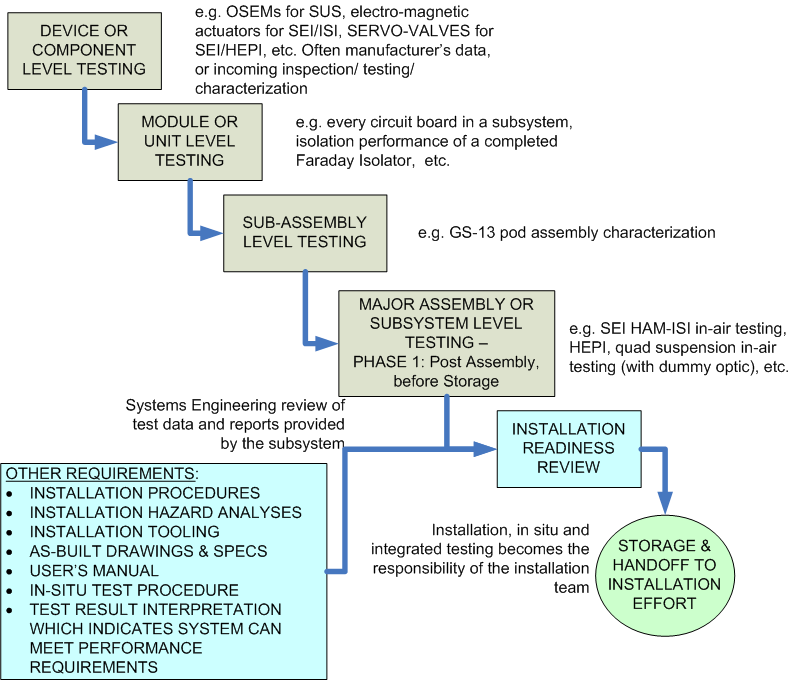 DEVICE OR
COMPONENT
LEVEL TESTING
e.g. OSEMs for SUS, electro-magnetic
actuators for SEI/ISI, SERVO-VALVES for
SEI/HEPI, etc. Often manufacturer's data,
or incoming inspection/ testing/
characterization
MODULE OR
UNIT LEVEL
TESTING
e.g. every circuit board in a subsystem,
isolation performance of a completed
Faraday Isolator, etc.
SUB-ASSEMBLY
LEVEL TESTING
e.g. GS-13 pod assembly characterization
MAJOR ASSEMBLY OR
SUBSYSTEM LEVEL
TESTING –
PHASE 1: Post Assembly,
before Storage
e.g. SEI HAM-ISI in-air testing,
HEPI, quad suspension in-air
testing (with dummy optic), etc.
Systems Engineering review of
test data and reports provided
by the subsystem
INSTALLATION
READINESS
REVIEW
OTHER REQUIREMENTS:
• INSTALLATION PROCEDURES
• INSTALLATION HAZARD ANALYSES
• INSTALLATION TOOLING
• AS-BUILT DRAWINGS & SPECS
• USER'S MANUAL
• IN-SITU TEST PROCEDURE
• TEST RESULT INTERPRETATION
WHICH INDICATES SYSTEM CAN
MEET PERFORMANCE
REQUIREMENTS
Installation, in situ and
integrated testing becomes the
responsibility of the installation
team
STORAGE &
HANDOFF TO
INSTALLATION
EFFORT